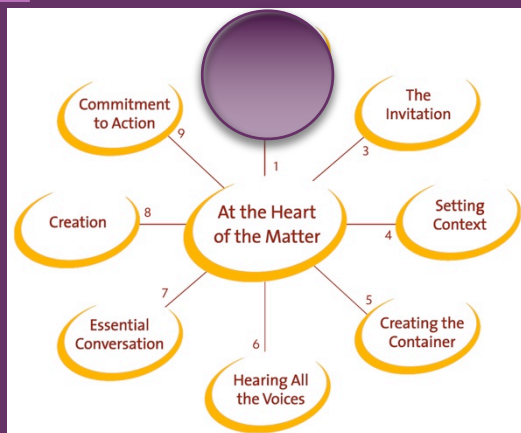 1
The
Invitation
3
Setting
Context
4
Creating the
Container
5
Hearing All
the Voices
6
Essential
Conversation
7
Creation
8
Commitment
to Action
9
At the Heart
of the Matter